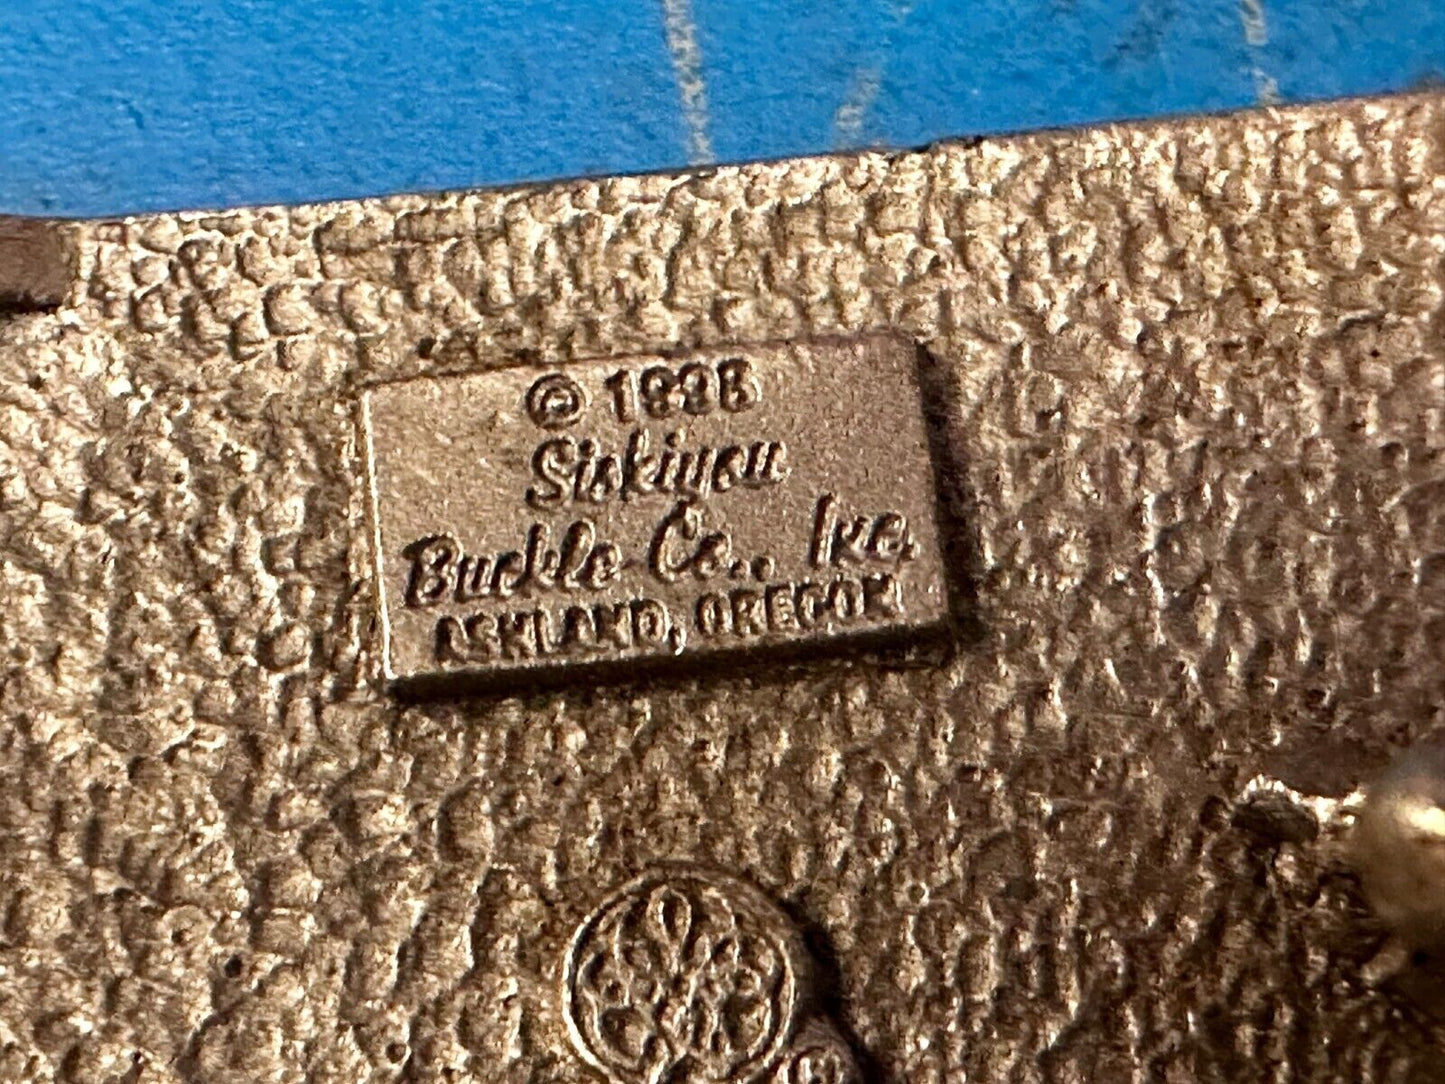 © 1998
Siskiyou
Buckle Co., Inc.
ASHLAND, OREGON